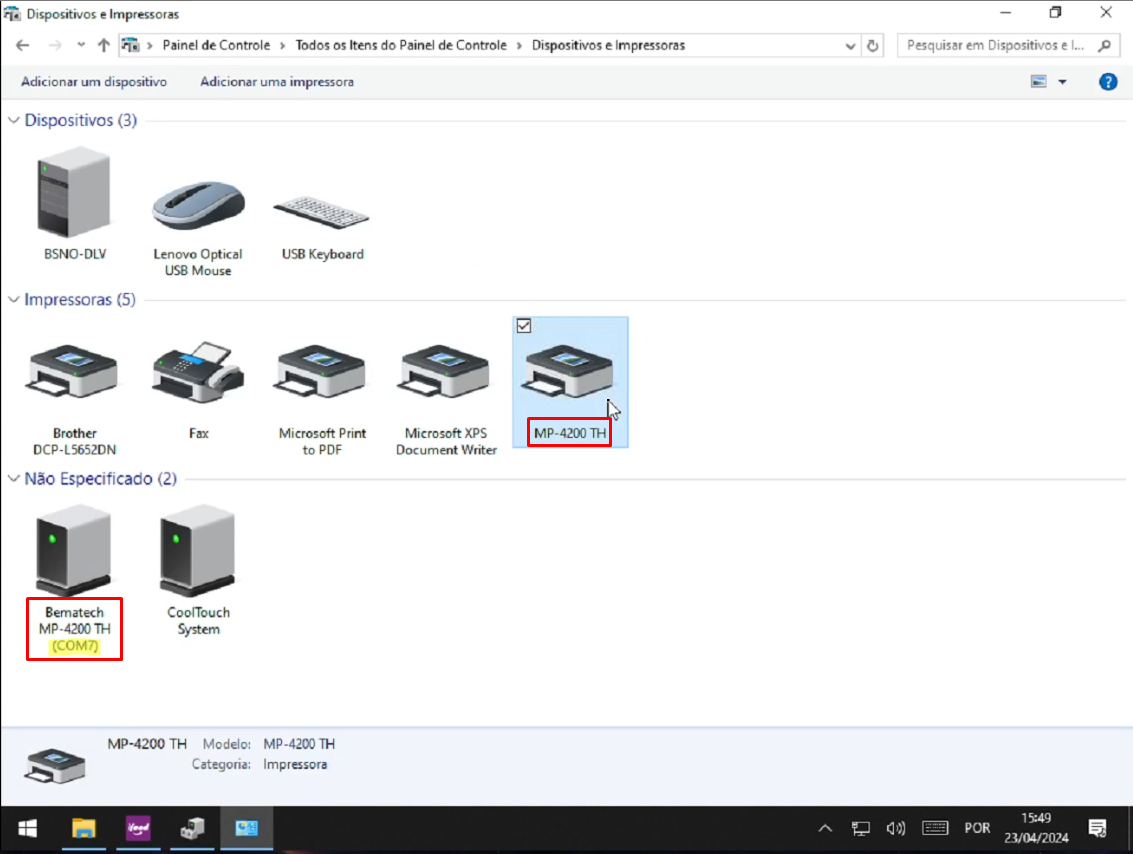 Dispositivos e Impressoras
Painel de Controle > Todos os Itens do Painel de Controle > Dispositivos e Impressoras
Pesquisar em Dispositivos e I...
Adicionar um dispositivo
Adicionar uma impressora
Dispositivos (3)
BSNO-DLV
Lenovo Optical
USB Mouse
USB Keyboard
Impressoras (5)
Brother
DCP-L5652DN
Fax
Microsoft Print
to PDF
Microsoft XPS
Document Writer
MP-4200 TH
Não Especificado (2)
Bematech
MP-4200 TH
(COM7)
CoolTouch
System
MP-4200 TH
Modelo: MP-4200 TH
Categoria: Impressora
ifood
POR
15:49
23/04/2024